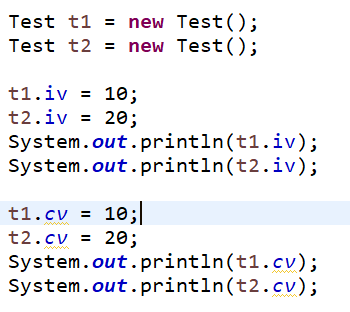 Test t1 = new Test();
Test t2 = new Test();
t1.iv = 10;
t2.iv = 20;
System.out.println(t1.iv);
System.out.println(t2.iv);
t1.cv = 10;
t2.cv = 20;
System.out.println(t1.cv);
System.out.println(t2.cv);